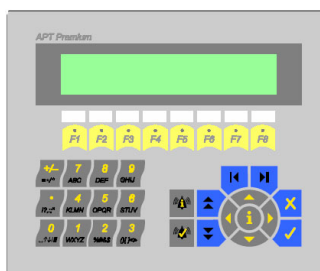 APT Premium
F1 F2 F3 F4 F5 F6 F7 F8
+/- 7 8 9
ABC DEF GHIJ
• 4 5 6
KLMN OPQR STUV
0 1 2 3
WXYZ
i X ✓